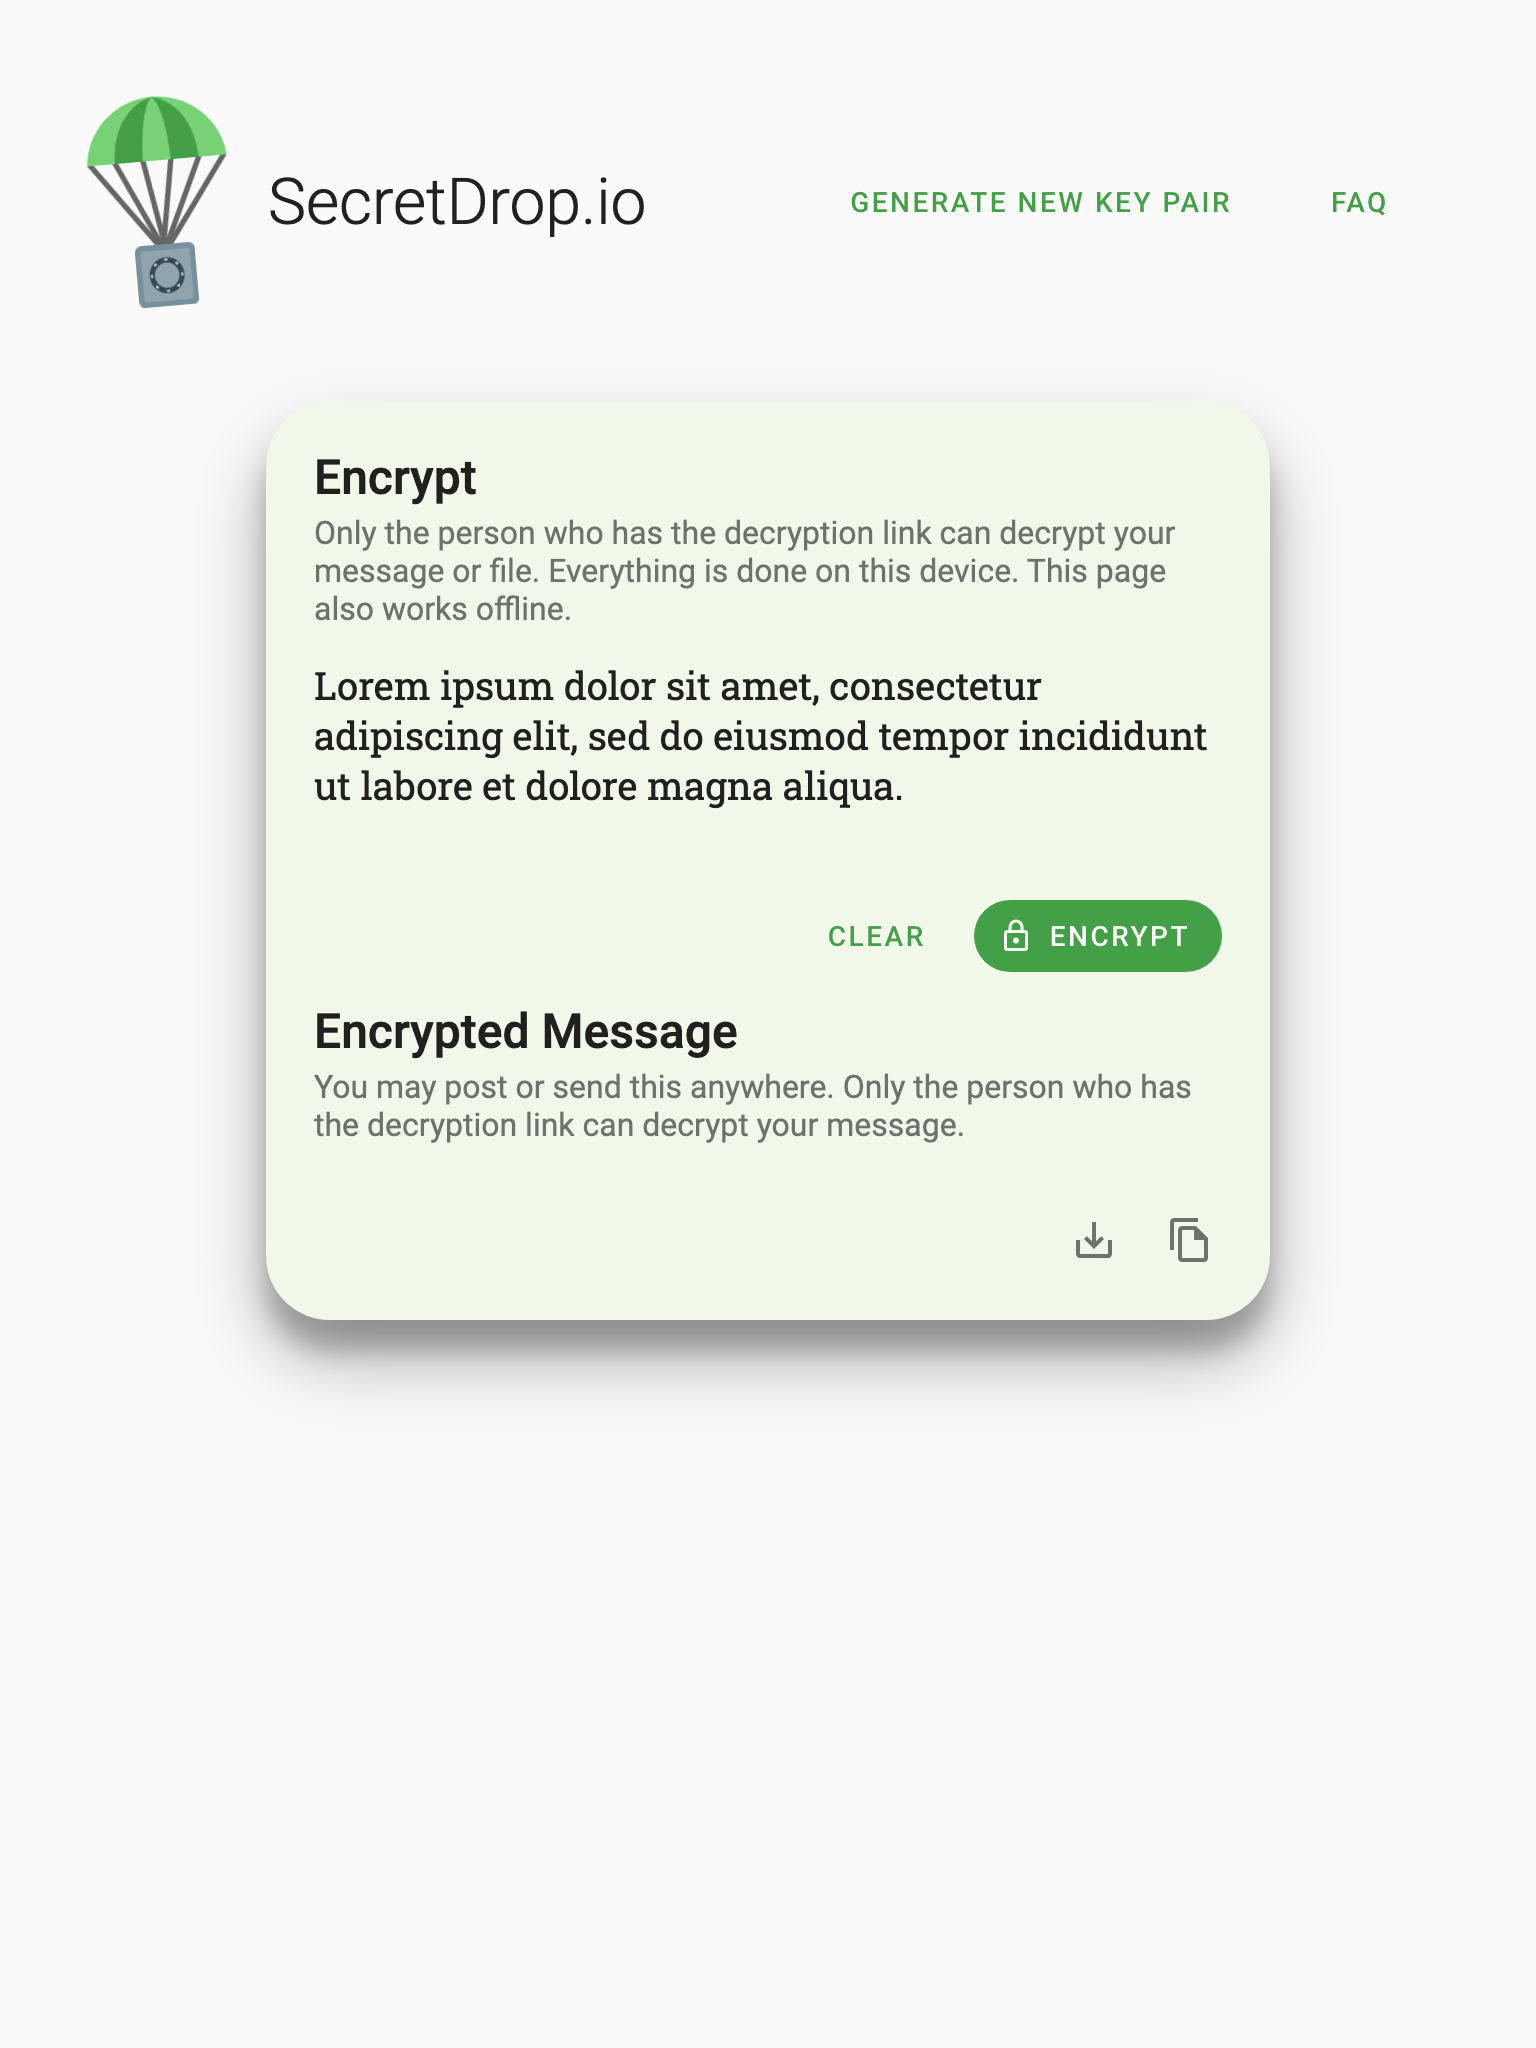 SecretDrop.io
GENERATE NEW KEY PAIR
FAQ
Encrypt
Only the person who has the decryption link can decrypt your
message or file. Everything is done on this device. This page
also works offline.
Lorem ipsum dolor sit amet, consectetur
adipiscing elit, sed do eiusmod tempor incididunt
ut labore et dolore magna aliqua.
CLEAR
ENCRYPT
Encrypted Message
You may post or send this anywhere. Only the person who has
the decryption link can decrypt your message.